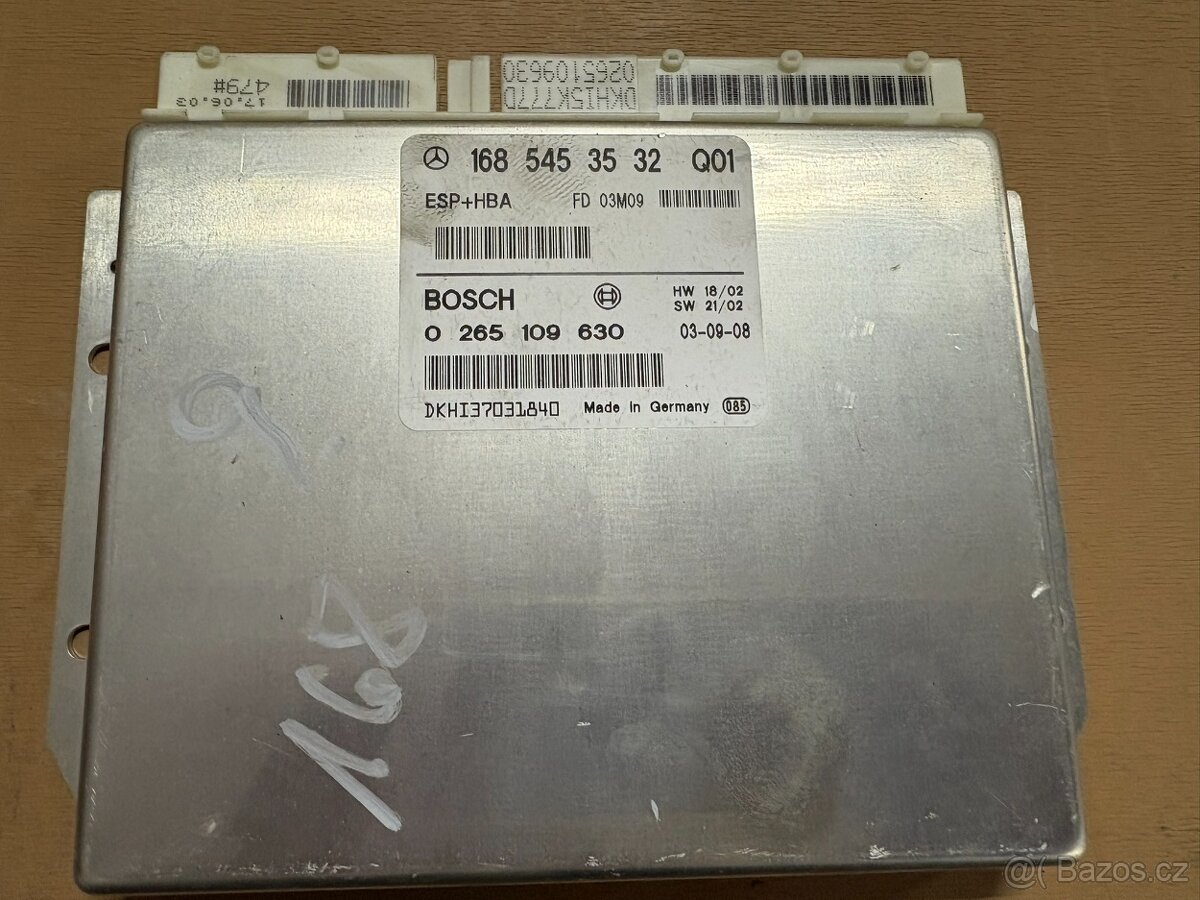 17.06.03
479#
DKHI5K777D
0265109630
168 545 35 32 Q01
ESP+HBA FD 03M09
BOSCH
HW 18/02
SW 21/02
0 265 109 630 03-09-08
DKHI37031840 Made in Germany 085
9.
168
Bazos.cz